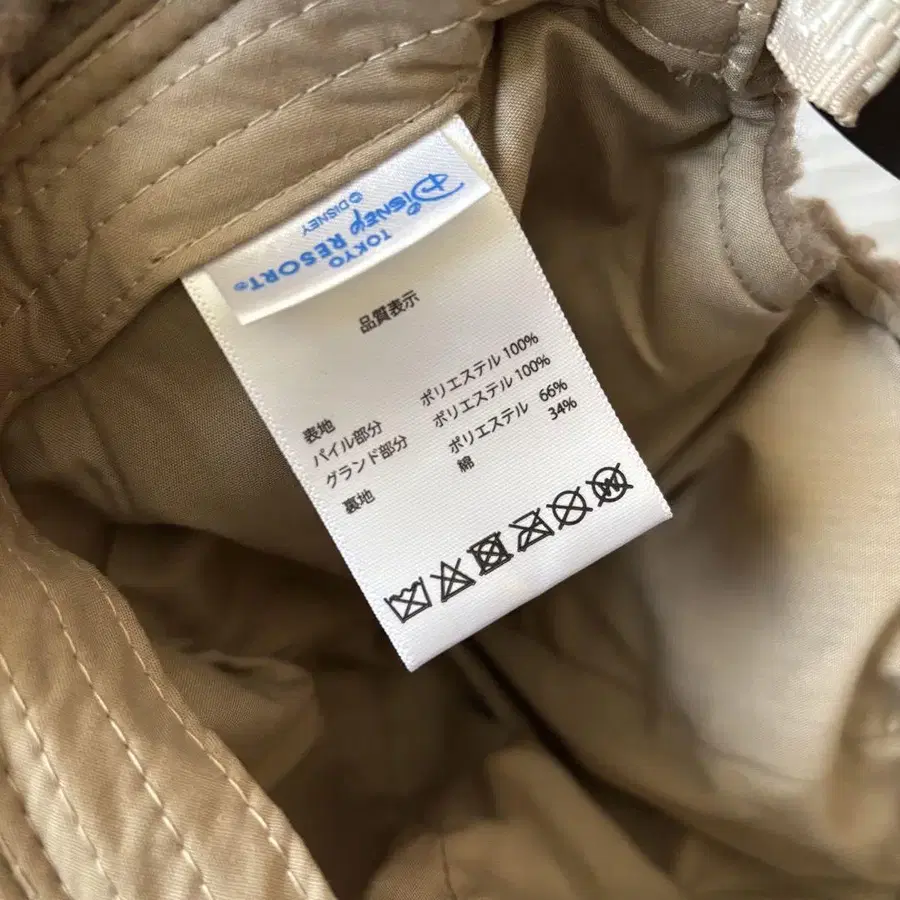 TOKYO
Disney RESORT®
© DISNEY
品質表示
表地
パイル部分 ポリエステル 100%
グランド部分 ポリエステル 100%
裏地 ポリエステル 66%
綿 34%